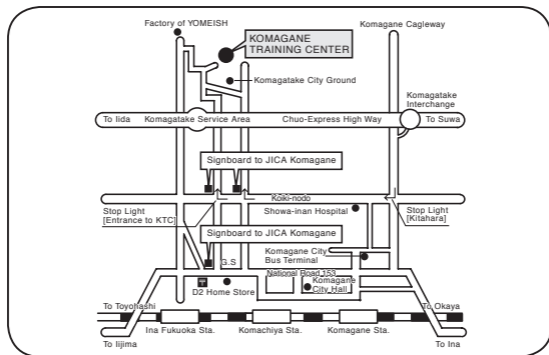 Factory of YOMEISH
Komagane Cagleway
KOMAGANE
TRAINING CENTER
Komagatake City Ground
Komagatake
Interchange
To Iida
Komagatake Service Area
Chuo-Express High Way
To Suwa
Signboard to JICA Komagane
Koiki-nodo
Stop Light
[Entrance to KTC]
Showa-inan Hospital
Stop Light
[Kitahara]
Signboard to JICA Komagane
Komagane City
Bus Terminal
G.S
National Road 153
D2 Home Store
Komagane
City Hall
To Toyohashi
To Okaya
Ina Fukuoka Sta.
Komachiya Sta.
Komagane Sta.
To Iijima
To Ina